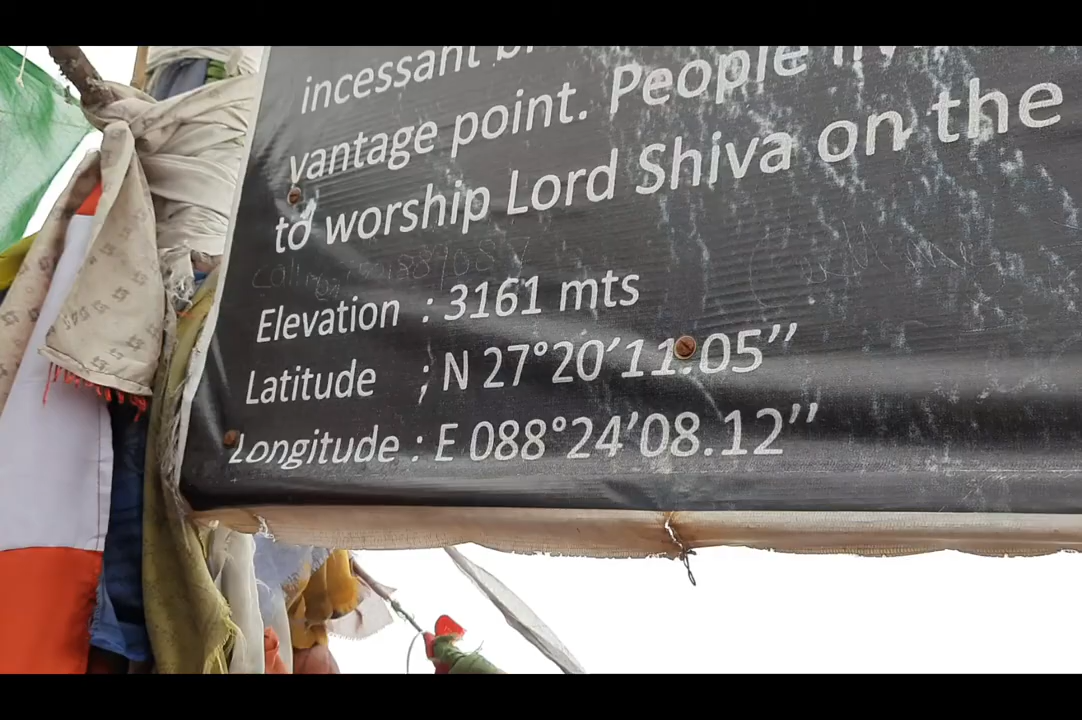 incessant
vantage point. People
to worship Lord Shiva on the
Elevation : 3161 mts
Latitude ; N 27°20′11.05′′
Longitude : E 088°24′08.12′′